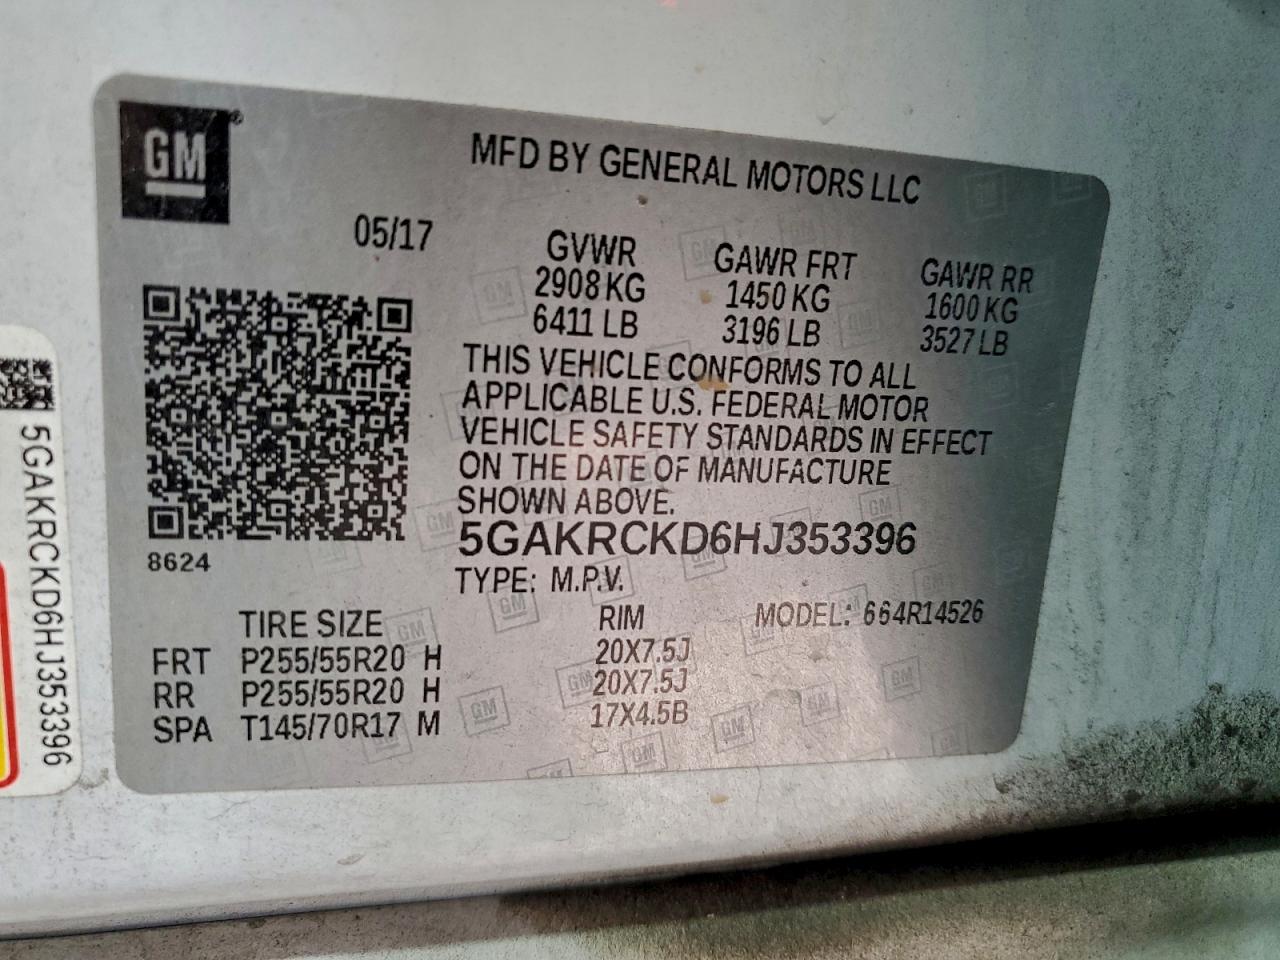 GM
MFD BY GENERAL MOTORS LLC
05/17
GVWR GAWR FRT GAWR RR
2908 KG 1450 KG 1600 KG
6411 LB 3196 LB 3527 LB
THIS VEHICLE CONFORMS TO ALL
APPLICABLE U.S. FEDERAL MOTOR
VEHICLE SAFETY STANDARDS IN EFFECT
ON THE DATE OF MANUFACTURE
SHOWN ABOVE.
5GAKRCKD6HJ353396
8624
TYPE: M.P.V.
TIRE SIZE RIM MODEL: 664R14526
FRT P255/55R20 H 20X7.5J
RR P255/55R20 H 20X7.5J
SPA T145/70R17 M 17X4.5B
5GAKRCKD6HJ353396